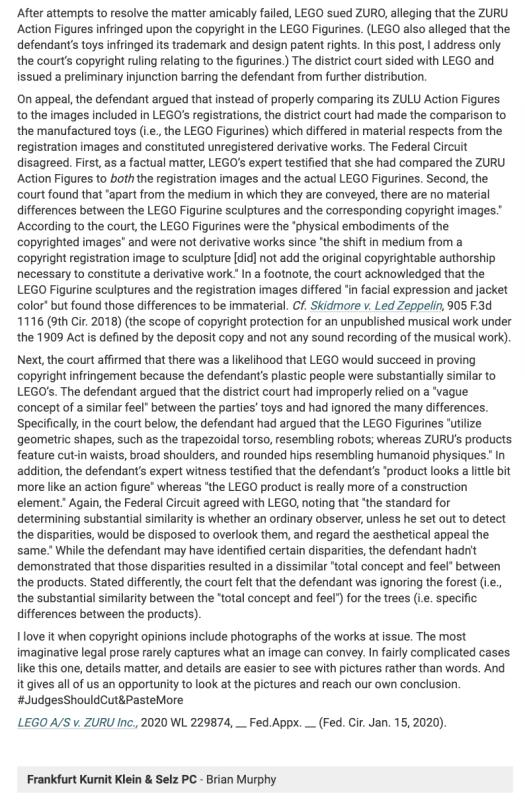 After attempts to resolve the matter amicably failed, LEGO sued ZURO, alleging that the ZURU
Action Figures infringed upon the copyright in the LEGO Figurines. (LEGO also alleged that the
defendant's toys infringed its trademark and design patent rights. In this post, I address only
the court's copyright ruling relating to the figurines.) The district court sided with LEGO and
issued a preliminary injunction barring the defendant from further distribution.
On appeal, the defendant argued that instead of properly comparing its ZULU Action Figures
to the images included in LEGO's registrations, the district court had made the comparison to
the manufactured toys (i.e., the LEGO Figurines) which differed in material respects from the
registration images and constituted unregistered derivative works. The Federal Circuit
disagreed. First, as a factual matter, LEGO's expert testified that she had compared the ZURU
Action Figures to both the registration images and the actual LEGO Figurines. Second, the
court found that "apart from the medium in which they are conveyed, there are no material
differences between the LEGO Figurine sculptures and the corresponding copyright images."
According to the court, the LEGO Figurines were the "physical embodiments of the
copyrighted images" and were not derivative works since "the shift in medium from a
copyright registration image to sculpture [did] not add the original copyrightable authorship
necessary to constitute a derivative work." In a footnote, the court acknowledged that the
LEGO Figurine sculptures and the registration images differed "in facial expression and jacket
color" but found those differences to be immaterial. Cf. Skidmore v. Led Zeppelin, 905 F.3d
1116 (9th Cir. 2018) (the scope of copyright protection for an unpublished musical work under
the 1909 Act is defined by the deposit copy and not any sound recording of the musical work).
Next, the court affirmed that there was a likelihood that LEGO would succeed in proving
copyright infringement because the defendant's plastic people were substantially similar to
LEGO's. The defendant argued that the district court had improperly relied on a "vague
concept of a similar feel" between the parties' toys and had ignored the many differences.
Specifically, in the court below, the defendant had argued that the LEGO Figurines "utilize
geometric shapes, such as the trapezoidal torso, resembling robots; whereas ZURU's products
feature cut-in waists, broad shoulders, and rounded hips resembling humanoid physiques." In
addition, the defendant's expert witness testified that the defendant's "product looks a little bit
more like an action figure" whereas "the LEGO product is really more of a construction
element." Again, the Federal Circuit agreed with LEGO, noting that "the standard for
determining substantial similarity is whether an ordinary observer, unless he set out to detect
the disparities, would be disposed to overlook them, and regard the aesthetical appeal the
same." While the defendant may have identified certain disparities, the defendant hadn't
demonstrated that those disparities resulted in a dissimilar "total concept and feel" between
the products. Stated differently, the court felt that the defendant was ignoring the forest (i.e.,
the substantial similarity between the "total concept and feel") for the trees (i.e. specific
differences between the products).
I love it when copyright opinions include photographs of the works at issue. The most
imaginative legal prose rarely captures what an image can convey. In fairly complicated cases
like this one, details matter, and details are easier to see with pictures rather than words. And
it gives all of us an opportunity to look at the pictures and reach our own conclusion.
#JudgesShouldCut&PasteMore
LEGO A/S v. ZURU Inc., 2020 WL 229874, __ Fed.Appx. __ (Fed. Cir. Jan. 15, 2020).
Frankfurt Kurnit Klein & Selz PC - Brian Murphy